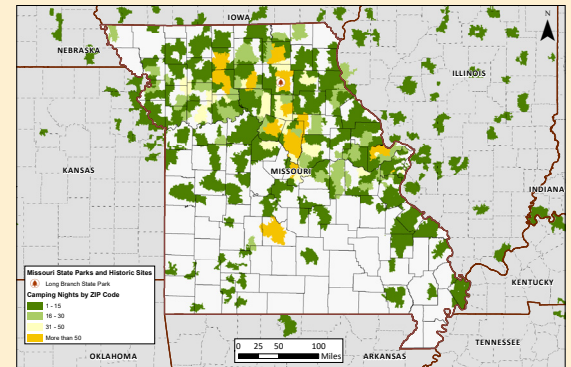 IOWA
N
NEBRASKA
ILLINOIS
KANSAS
MISSOURI
INDIANA
Missouri State Parks and Historic Sites
Long Branch State Park
Camping Nights by ZIP Code
1 - 15
16 - 30
31 - 50
More than 50
KENTUCKY
0 25 50 100
Miles
TENNESSEE
OKLAHOMA
ARKANSAS